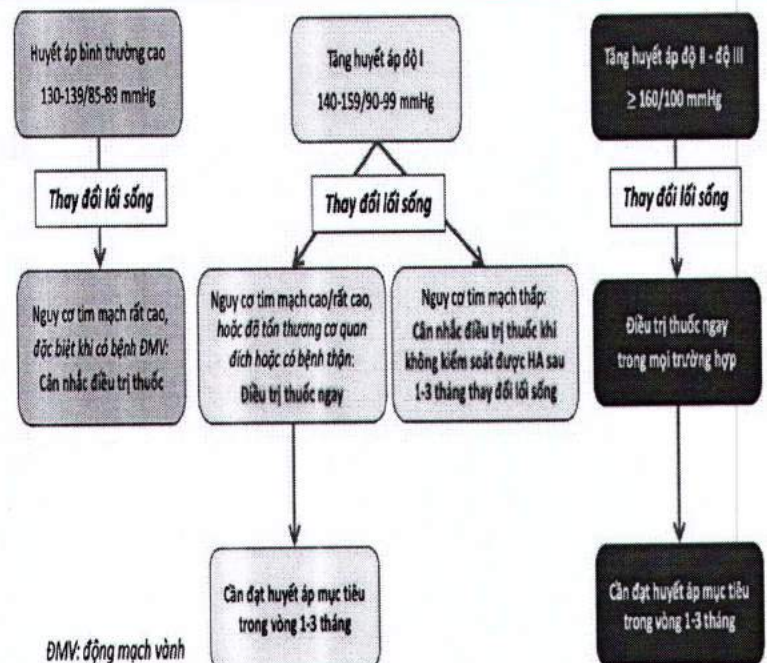 Huyết áp bình thường cao
130-139/85-89 mmHg
Thay đổi lối sống
Nguy cơ tim mạch rất cao,
đặc biệt khi có bệnh ĐMV:
Cân nhắc điều trị thuốc
Tăng huyết áp độ I
140-159/90-99 mmHg
Thay đổi lối sống
Nguy cơ tim mạch cao/rất cao,
hoặc đã tổn thương cơ quan
đích hoặc có bệnh thận:
Điều trị thuốc ngay
Nguy cơ tim mạch thấp:
Cân nhắc điều trị thuốc khi
không kiểm soát được HA sau
1-3 tháng thay đổi lối sống
Cần đạt huyết áp mục tiêu
trong vòng 1-3 tháng
Tăng huyết áp độ II - độ III
≥ 160/100 mmHg
Thay đổi lối sống
Điều trị thuốc ngay
trong mọi trường hợp
Cần đạt huyết áp mục tiêu
trong vòng 1-3 tháng
ĐMV: động mạch vành